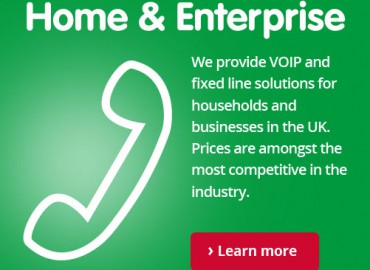 Home & Enterprise
We provide VOIP and
fixed line solutions for
households and
businesses in the UK.
Prices are amongst the
most competitive in the
industry.
› Learn more